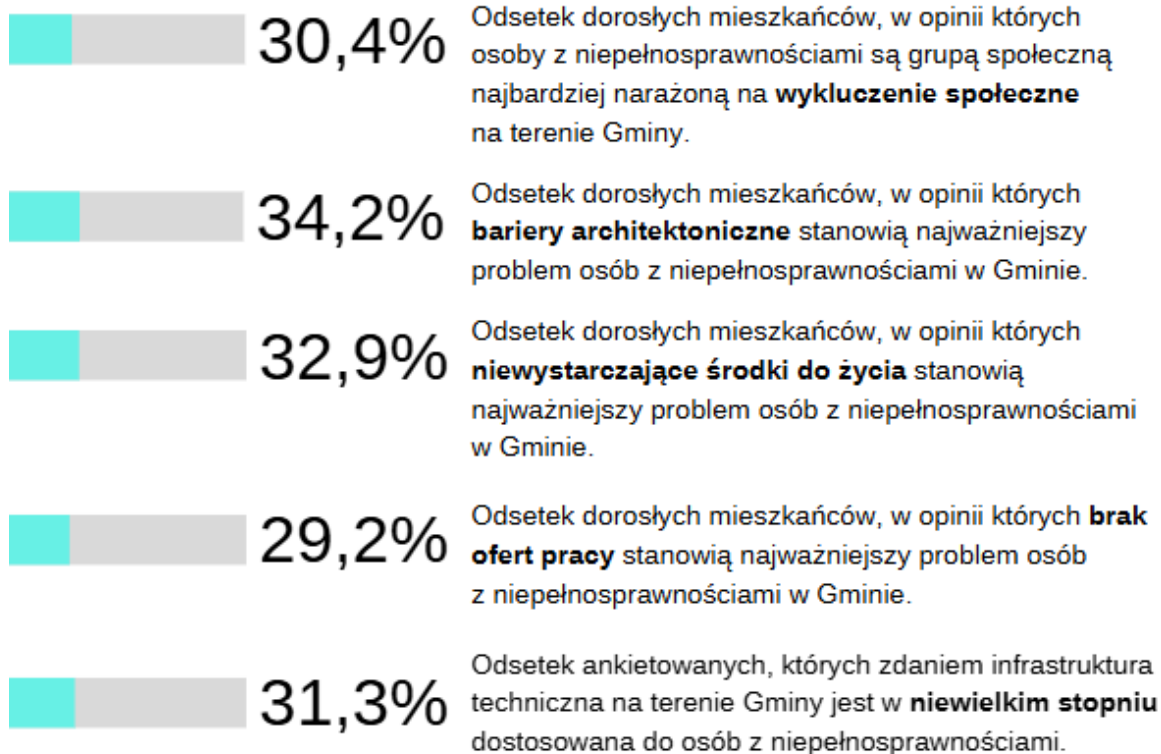 30,4%
Odsetek dorosłych mieszkańców, w opinii których
osoby z niepełnosprawnościami są grupą społeczną
najbardziej narażoną na wykluczenie społeczne
na terenie Gminy.
34,2%
Odsetek dorosłych mieszkańców, w opinii których
bariery architektoniczne stanowią najważniejszy
problem osób z niepełnosprawnościami w Gminie.
32,9%
Odsetek dorosłych mieszkańców, w opinii których
niewystarczające środki do życia stanowią
najważniejszy problem osób z niepełnosprawnościami
w Gminie.
29,2%
Odsetek dorosłych mieszkańców, w opinii których brak
ofert pracy stanowią najważniejszy problem osób
z niepełnosprawnościami w Gminie.
31,3%
Odsetek ankietowanych, których zdaniem infrastruktura
techniczna na terenie Gminy jest w niewielkim stopniu
dostosowana do osób z niepełnosprawnościami.